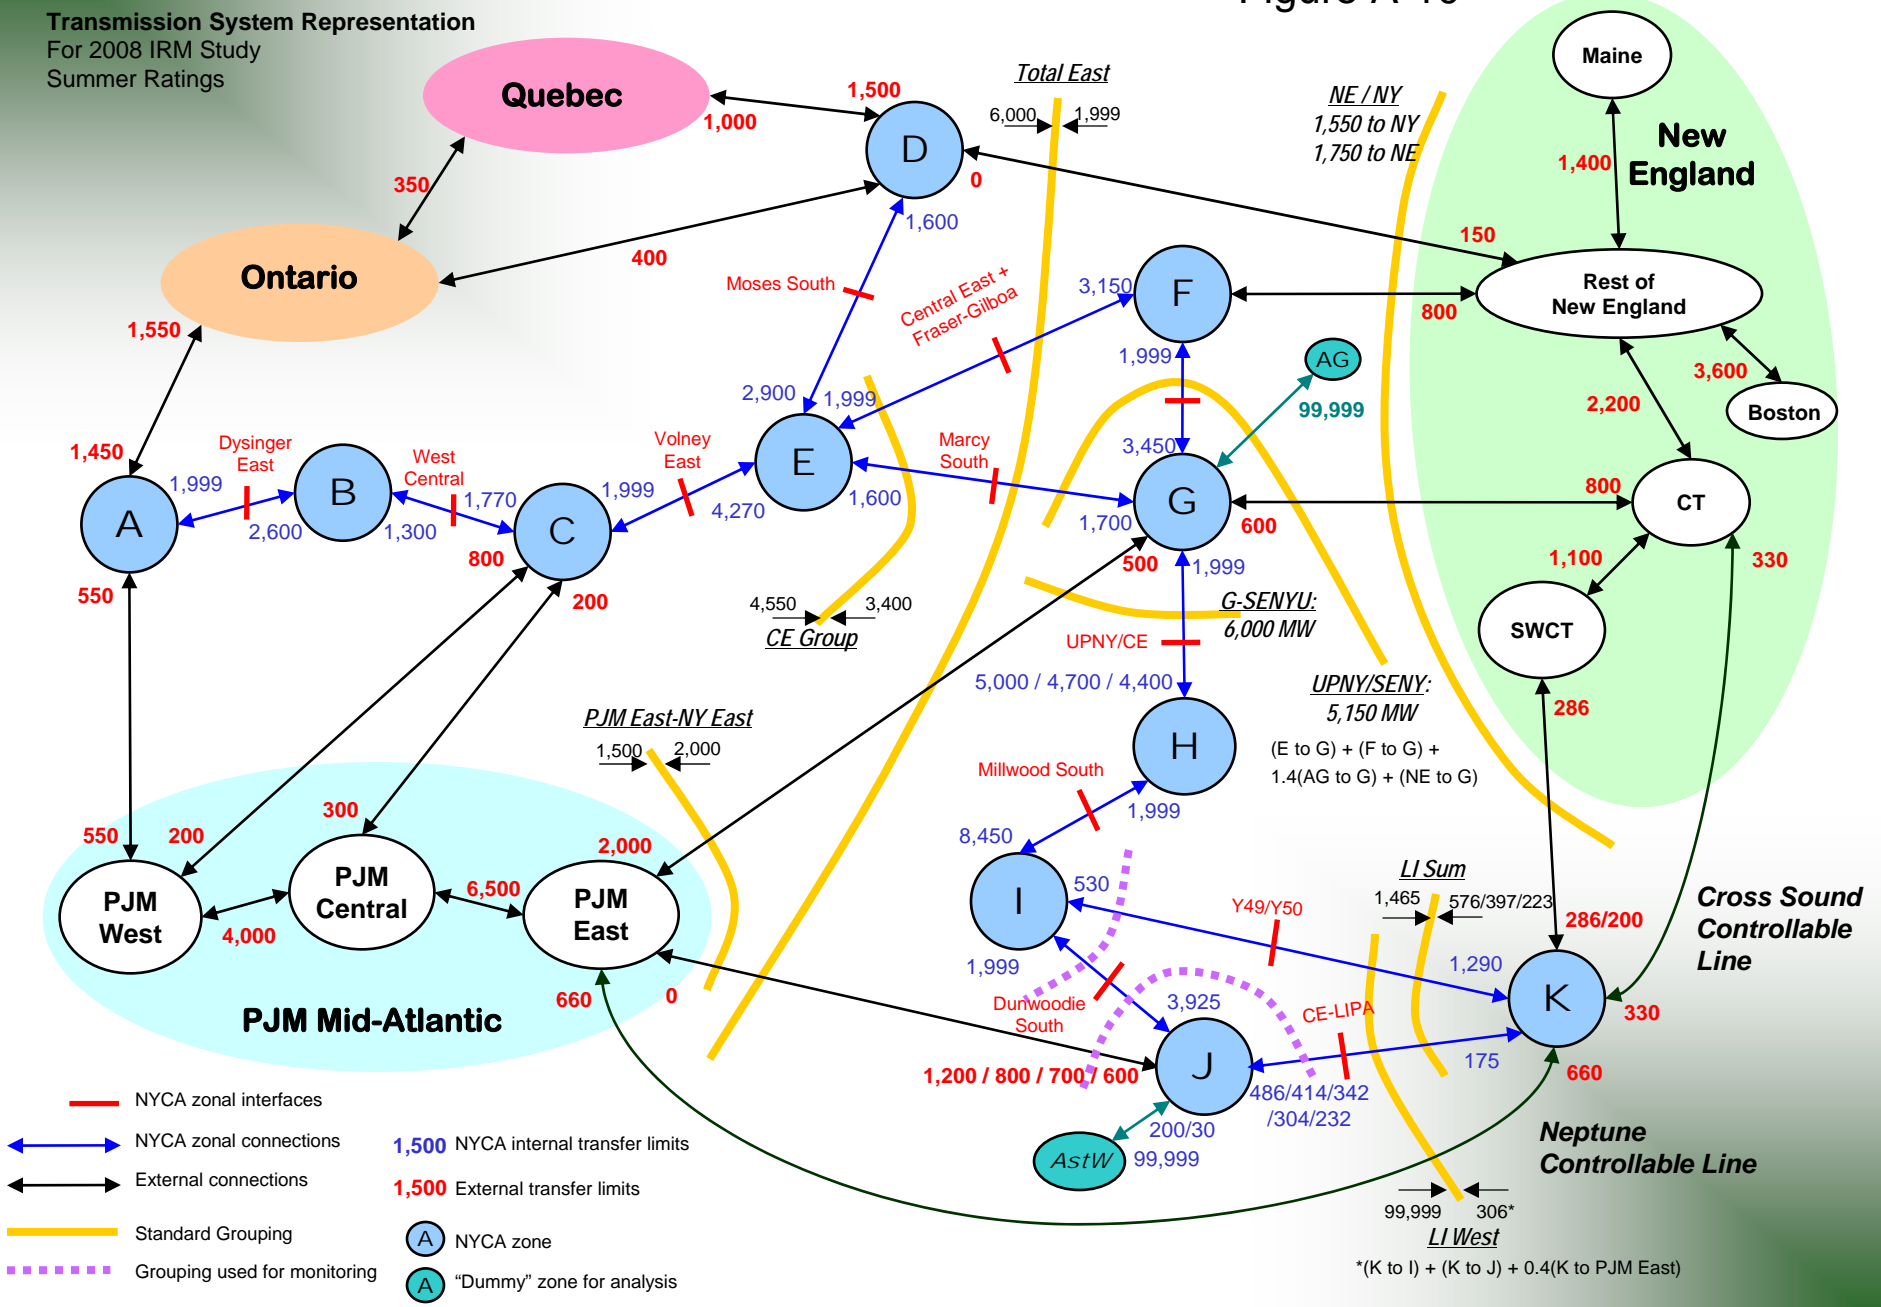 Figure A-10
Transmission System Representation
For 2008 IRM Study
Summer Ratings
Quebec
1,500
1,000
D
0
350
400
1,600
Ontario
1,550
1,450
Total East
6,000
1,999
NE / NY
1,550 to NY
1,750 to NE
Maine
New
England
1,400
150
Rest of
New England
800
3,600
Boston
2,200
Moses South
Central East +
Fraser-Gilboa
3,150
F
1,999
AG
99,999
2,900
1,999
E
1,600
Dysinger
East
1,999
A
2,600
B
West
Central
1,770
1,300
C
Volney
East
1,999
4,270
Marcy
South
3,450
G
1,700
600
800
CT
330
550
800
200
500
1,999
1,100
SWCT
286
4,550
3,400
CE Group
G-SENYU:
6,000 MW
UPNY/CE
5,000 / 4,700 / 4,400
UPNY/SENY:
5,150 MW
(E to G) + (F to G) +
1.4(AG to G) + (NE to G)
H
PJM East-NY East
1,500
2,000
Millwood South
1,999
8,450
550
200
300
2,000
PJM
West
4,000
PJM
Central
6,500
PJM
East
660
0
PJM Mid-Atlantic
I
530
1,999
Y49/Y50
LI Sum
1,465
576/397/223
286/200
Cross Sound
Controllable
Line
1,290
K
330
Dunwoodie
South
3,925
CE-LIPA
175
660
1,200 / 800 / 700 / 600
J
486/414/342
/304/232
200/30
AstW
99,999
Neptune
Controllable Line
99,999
306*
LI West
*(K to I) + (K to J) + 0.4(K to PJM East)
NYCA zonal interfaces
NYCA zonal connections
External connections
Standard Grouping
Grouping used for monitoring
1,500 NYCA internal transfer limits
1,500 External transfer limits
A NYCA zone
A "Dummy" zone for analysis